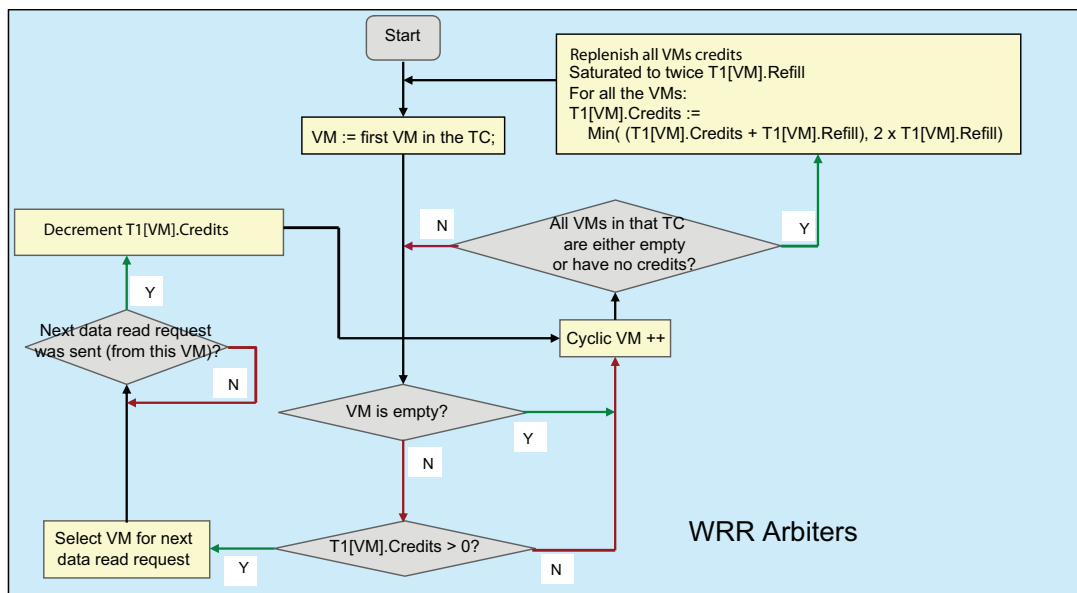 Start
Replenish all VMs credits
Saturated to twice T1[VM].Refill
For all the VMs:
T1[VM].Credits :=
Min( (T1[VM].Credits + T1[VM].Refill), 2 x T1[VM].Refill)
VM := first VM in the TC;
All VMs in that TC
are either empty
or have no credits?
N
Y
Decrement T1[VM].Credits
Y
Next data read request
was sent (from this VM)?
N
Cyclic VM ++
VM is empty?
Y
N
T1[VM].Credits > 0?
Y
N
Select VM for next
data read request
WRR Arbiters